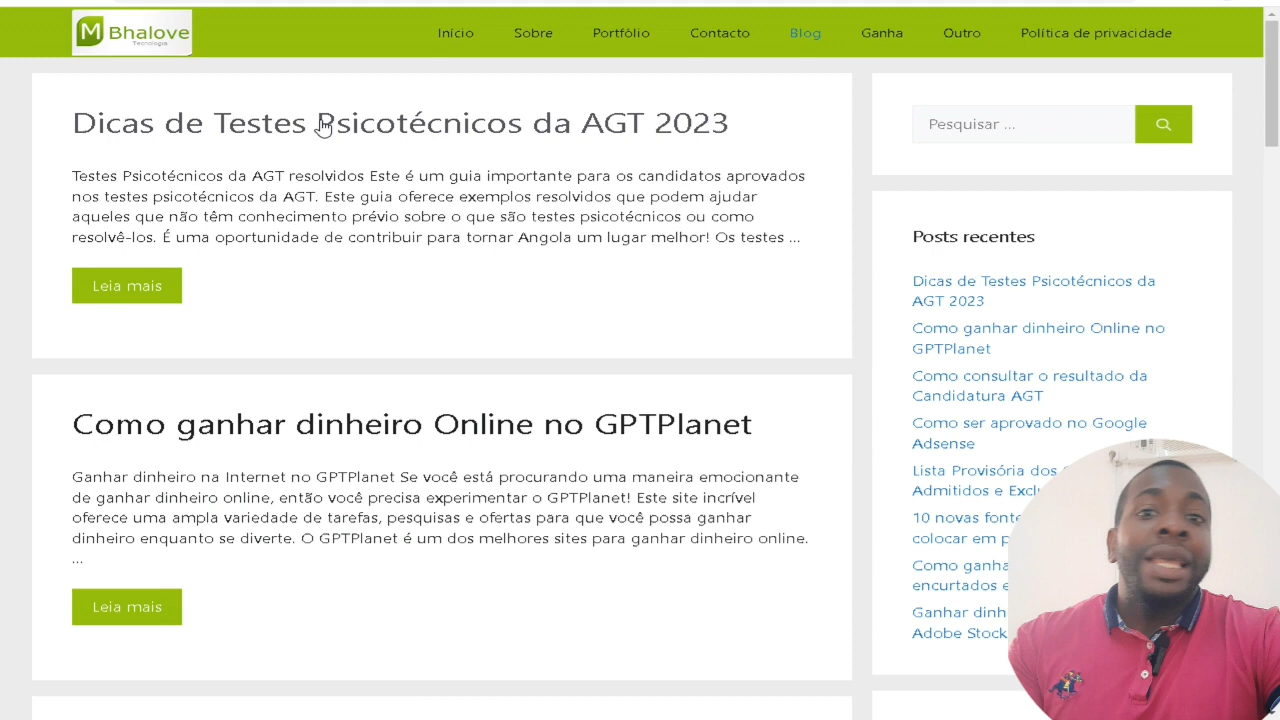 M Bhalove
Tecnologia
Início Sobre Portfólio Contacto Blog Ganha Outro Política de privacidade
Dicas de Testes Psicotécnicos da AGT 2023
Testes Psicotécnicos da AGT resolvidos Este é um guia importante para os candidatos aprovados
nos testes psicotécnicos da AGT. Este guia oferece exemplos resolvidos que podem ajudar
aqueles que não têm conhecimento prévio sobre o que são testes psicotécnicos ou como
resolvê-los. É uma oportunidade de contribuir para tornar Angola um lugar melhor! Os testes ...
Leia mais
Como ganhar dinheiro Online no GPTPlanet
Ganhar dinheiro na Internet no GPTPlanet Se você está procurando uma maneira emocionante
de ganhar dinheiro online, então você precisa experimentar o GPTPlanet! Este site incrível
oferece uma ampla variedade de tarefas, pesquisas e ofertas para que você possa ganhar
dinheiro enquanto se diverte. O GPTPlanet é um dos melhores sites para ganhar dinheiro online.
...
Leia mais
Pesquisar ...
Posts recentes
Dicas de Testes Psicotécnicos da
AGT 2023
Como ganhar dinheiro Online no
GPTPlanet
Como consultar o resultado da
Candidatura AGT
Como ser aprovado no Google
Adsense
Lista Provisória dos
Admitidos e
10 novas
colocar em
Como
encurtados
Ganhar
Adobe Stock